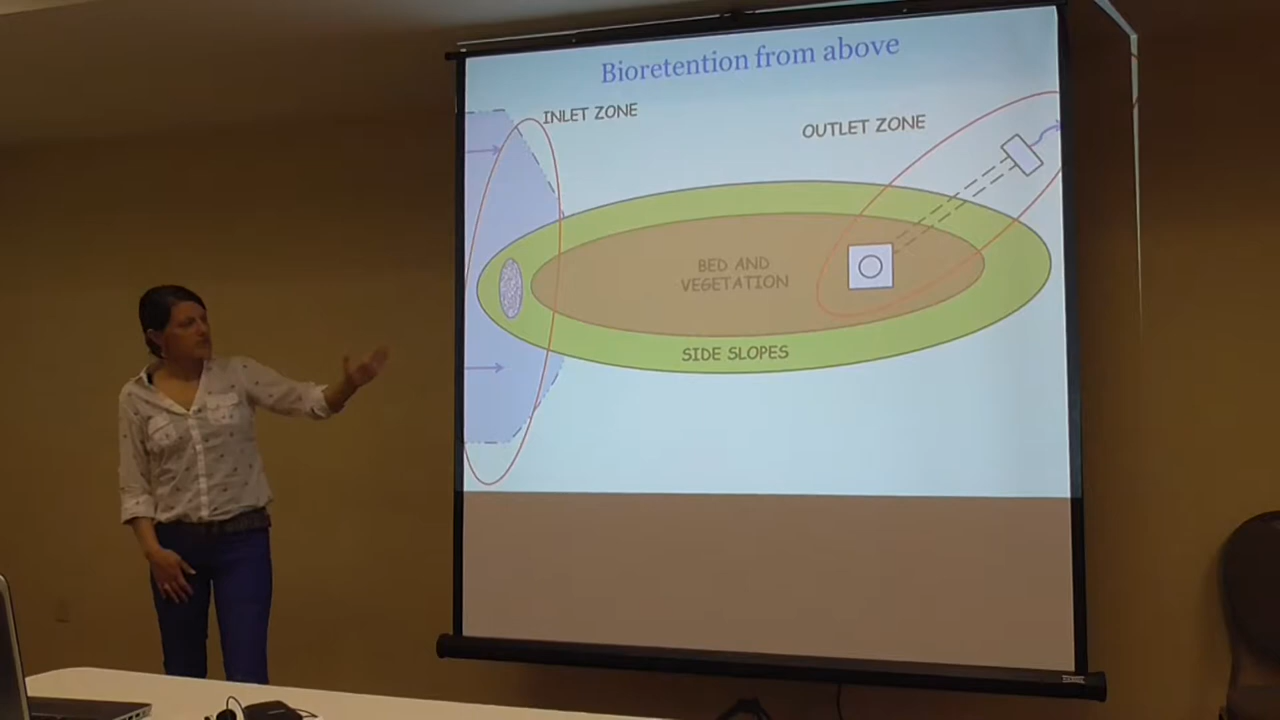 Bioretention from above
INLET ZONE
OUTLET ZONE
BED AND
VEGETATION
SIDE SLOPES